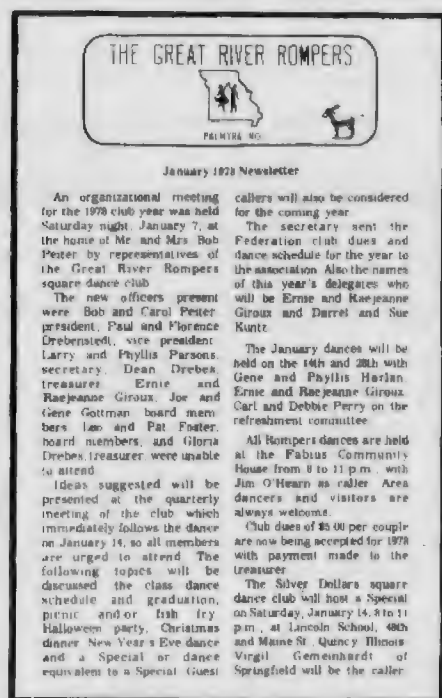 THE GREAT RIVER ROMPERS
PALMYRA MO.
January 1978 Newsletter
An organizational meeting
for the 1978 club year was held
Saturday night, January 7, at
the home of Mr. and Mrs. Bob
Peiter by representatives of
the Great River Rompers
square dance club
The new officers present
were Bob and Carol Peiter
president, Paul and Florence
Drebenstedt, vice president
Larry and Phyllis Parsons,
secretary, Dean Drebes,
treasurer Ernie and
Raejeanne Giroux, Joe and
Gene Gottman board mem-
bers Leo and Pat Foster,
board members, and Gloria
Drebes, treasurer were unable
to attend
Ideas suggested will be
presented at the quarterly
meeting of the club which
immediately follows the dance
on January 14, so all members
are urged to attend. The
following topics will be
discussed the class dance
schedule and graduation,
picnic and/or fish fry
Halloween party, Christmas
dinner New Year's Eve dance
and a Special or dance
equivalent to a Special Guest
callers will also be considered
for the coming year
The secretary sent the
Federation club dues and
dance schedule for the year to
the association Also the names
of this year's delegates who
will be Ernie and Raejeanne
Giroux and Darrel and Sue
Kuntz
The January dances will be
held on the 14th and 28th with
Gene and Phyllis Harlan,
Ernie and Raejeanne Giroux
Carl and Debbie Perry on the
refreshment committee
All Rompers dances are held
at the Fabius Community
House from 8 to 11 p.m., with
Jim O'Hearn as caller Area
dancers and visitors are
always welcome.
Club dues of $5.00 per couple
are now being accepted for 1978
with payment made to the
treasurer
The Silver Dollars square
dance club will host a Special
on Saturday, January 14, 8 to 11
p.m., at Lincoln School, 48th
and Maine St., Quincy, Illinois
Virgil Gemeinhardt of
Springfield will be the caller